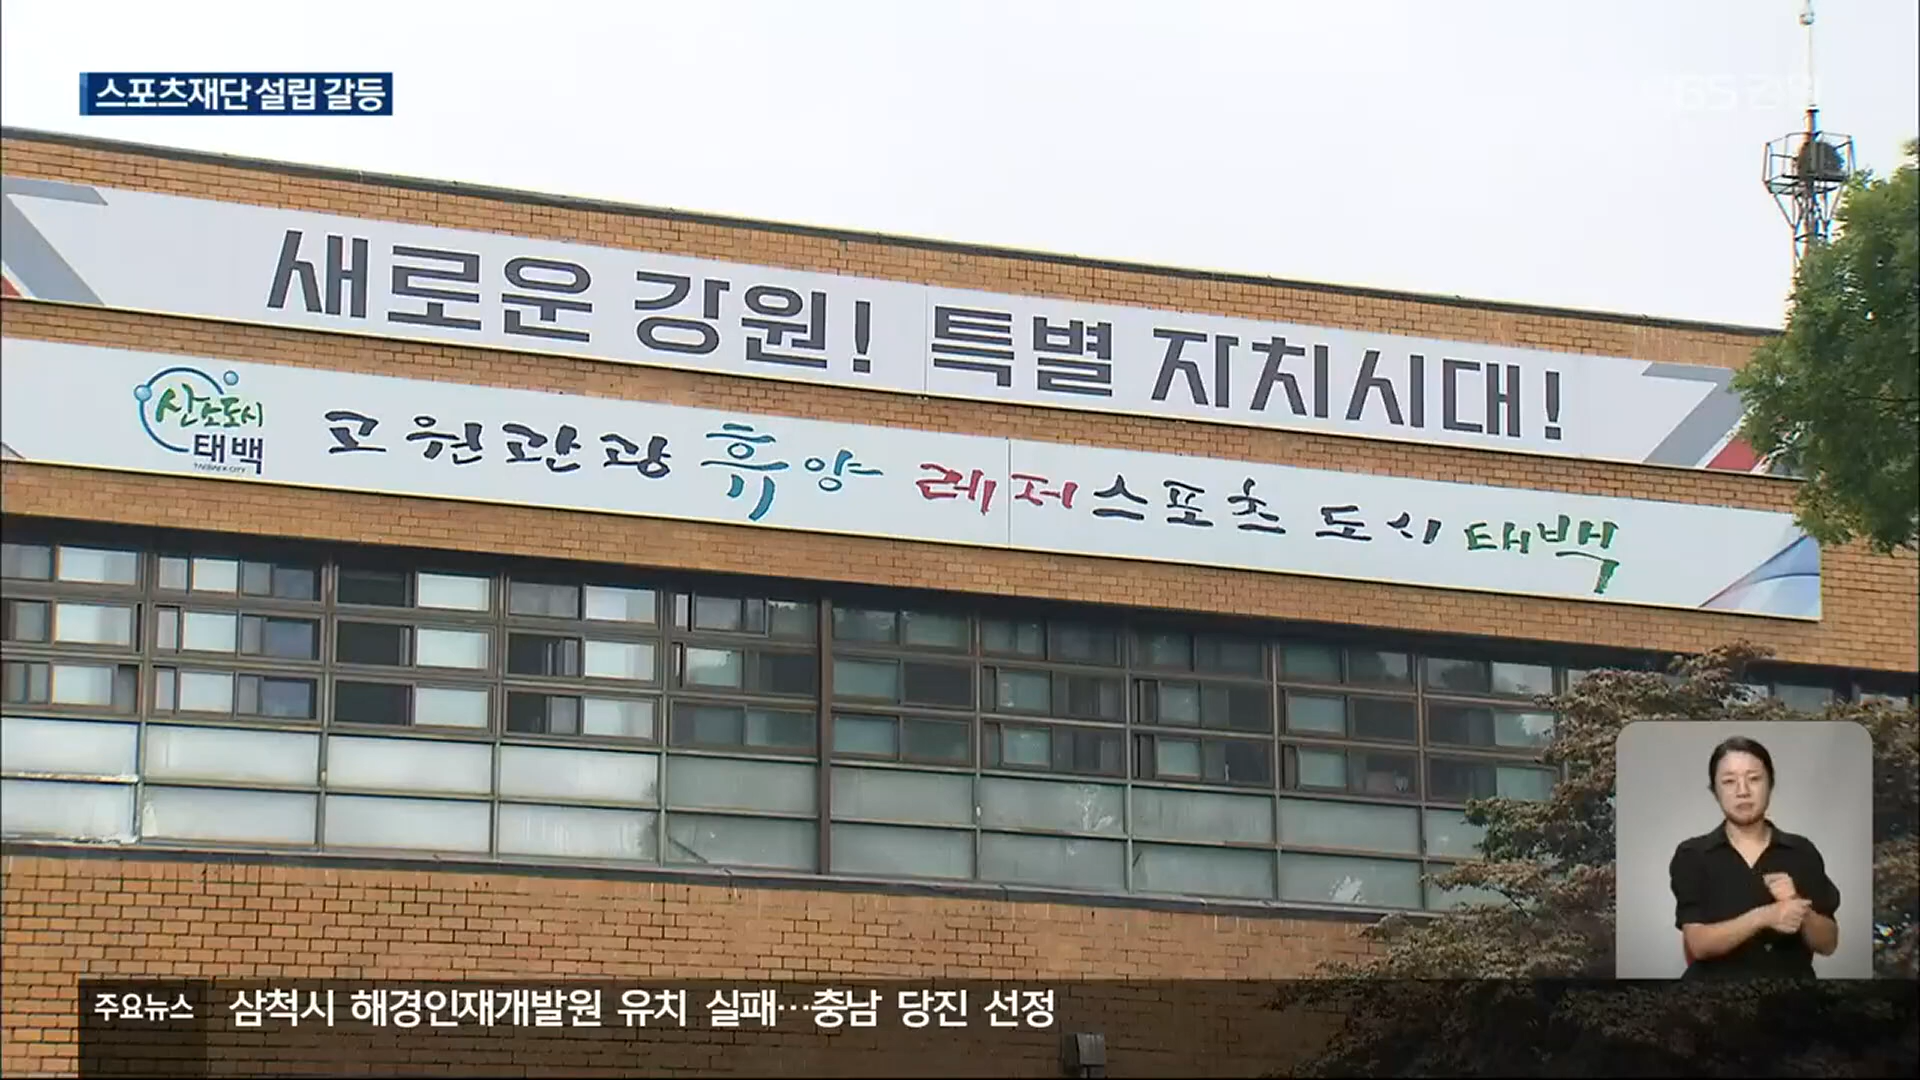 스포츠재단 설립 갈등
새로운 강원! 특별 자치시대!
산소도시
태백
TAEBAEK CITY
고원관광 휴양 레저스포츠 도시 태백
주요뉴스
삼척시 해경인재개발원 유치 실패…충남 당진 선정